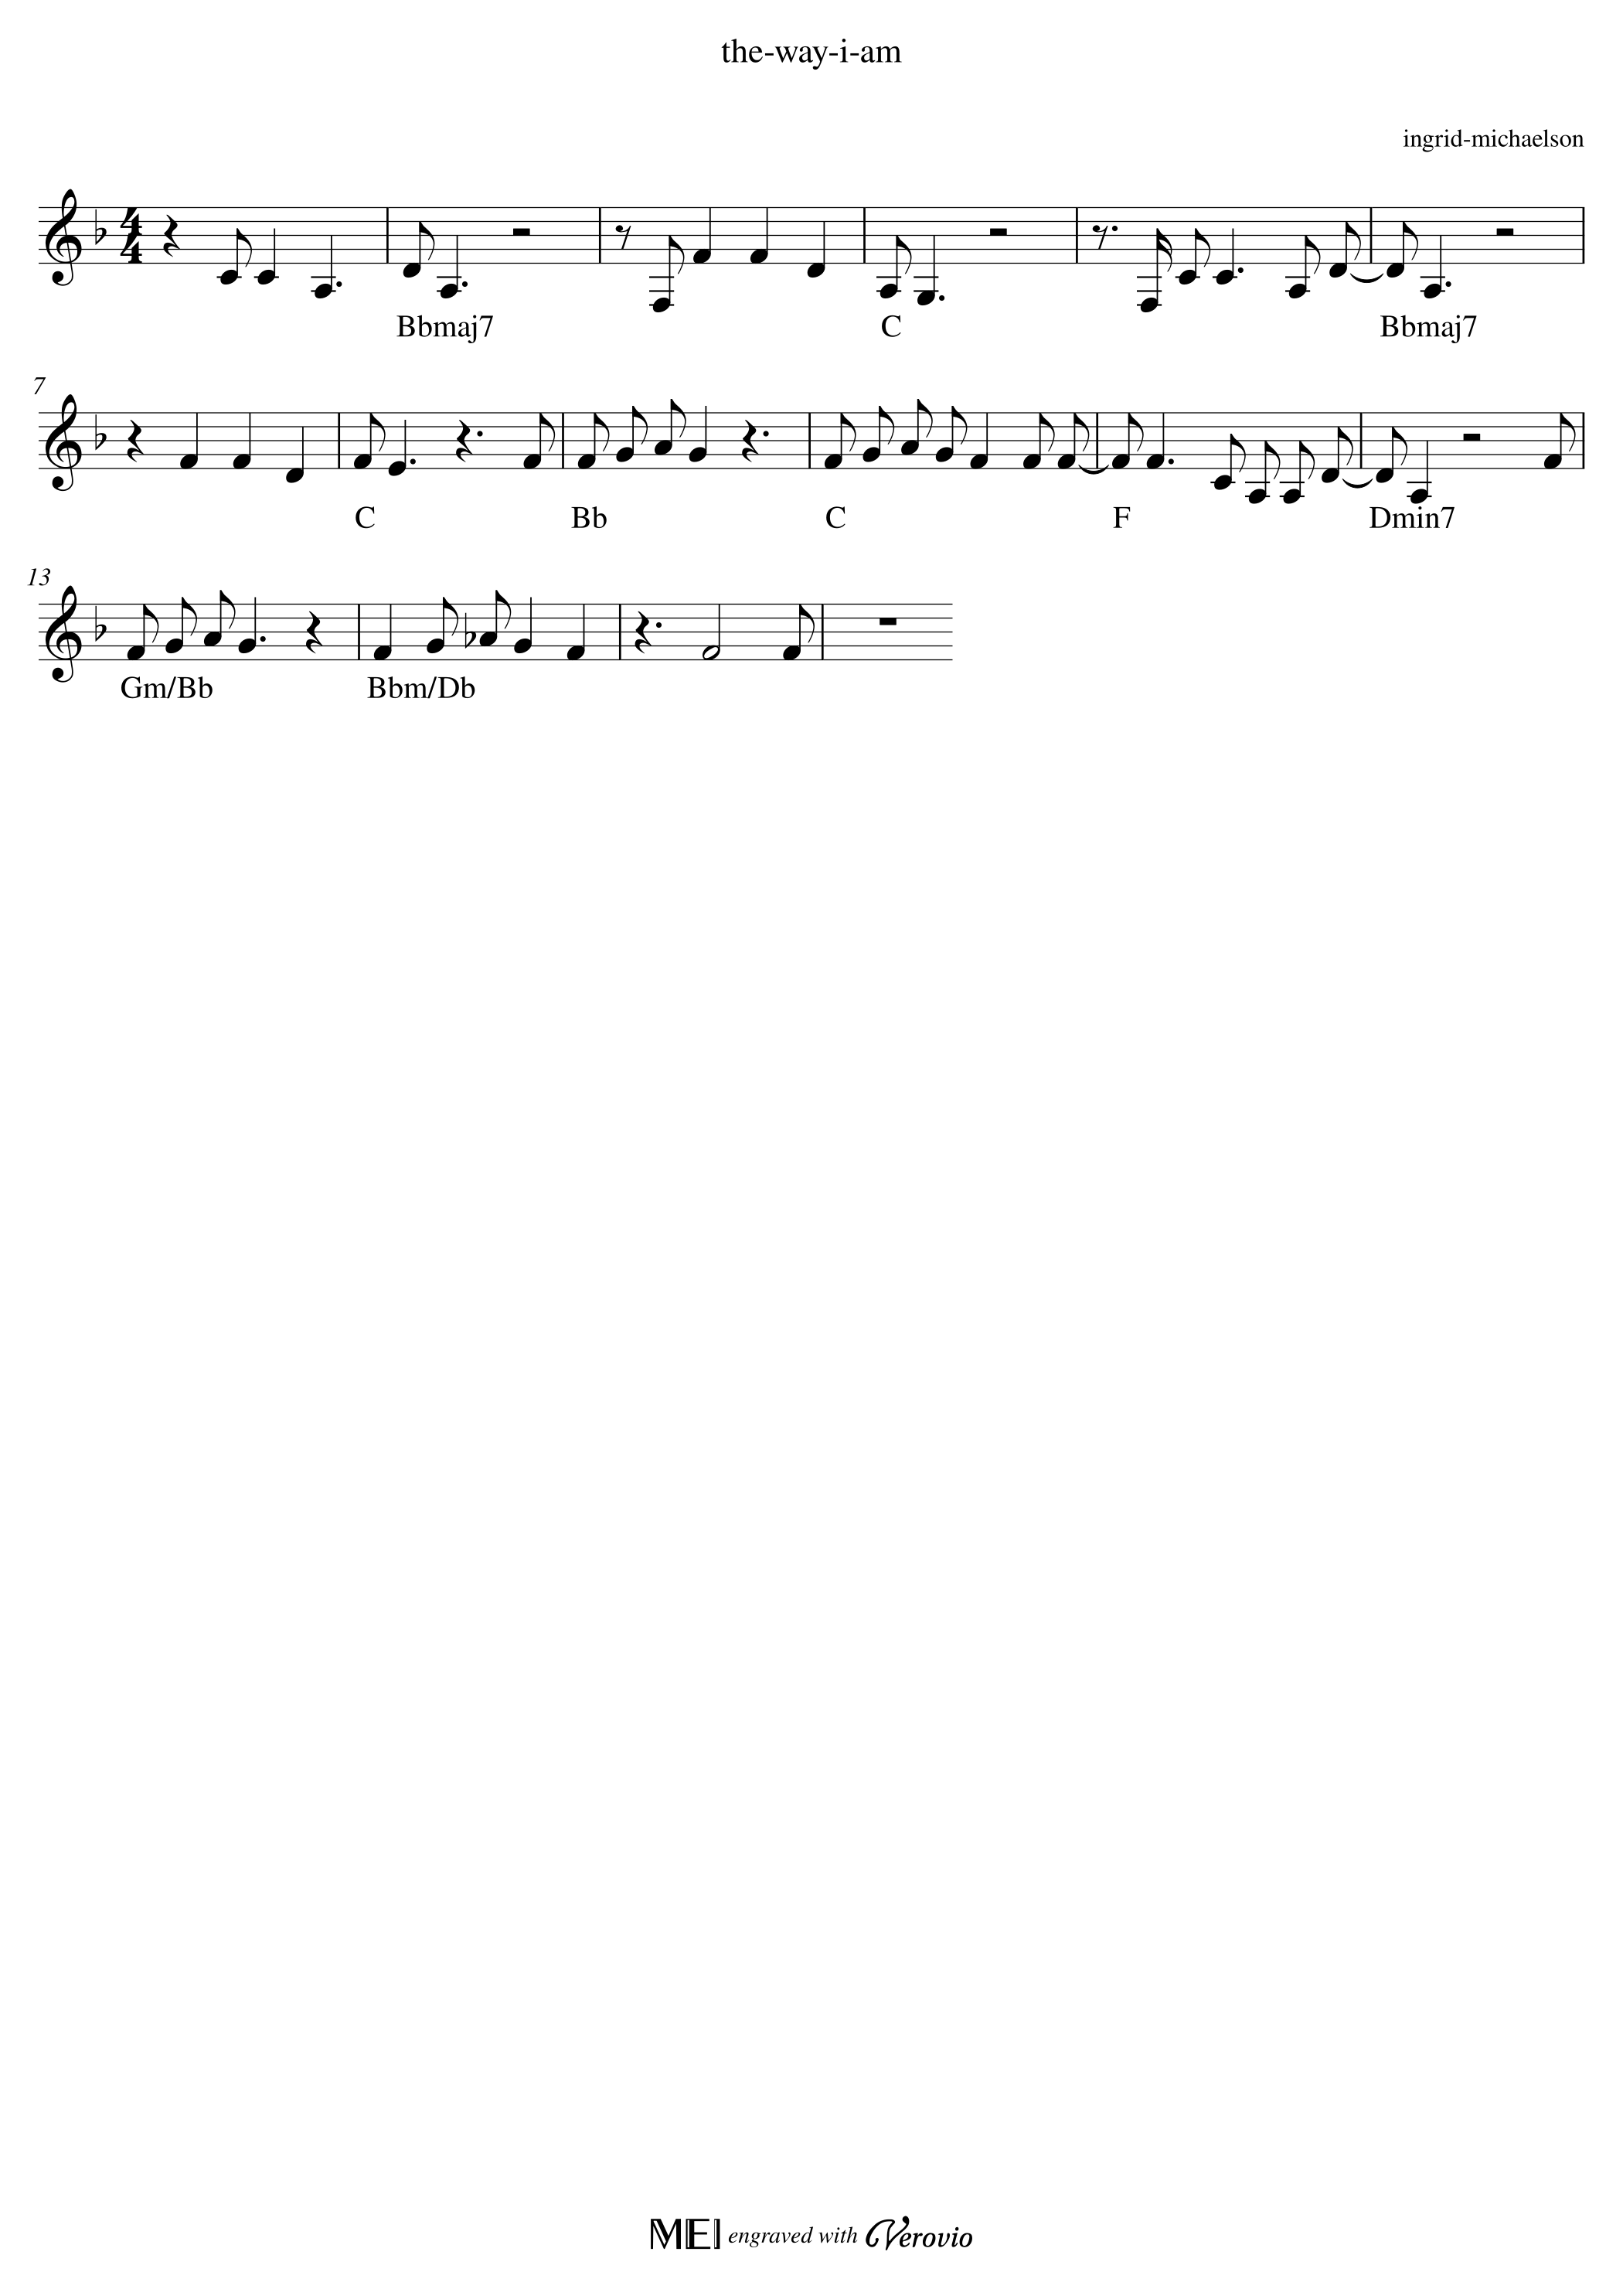 the-way-i-am
ingrid-michaelson
4
4
Bbmaj7 C Bbmaj7
7
C Bb C F Dmin7
13
Gm/Bb Bbm/Db
MEI engraved with Verovio